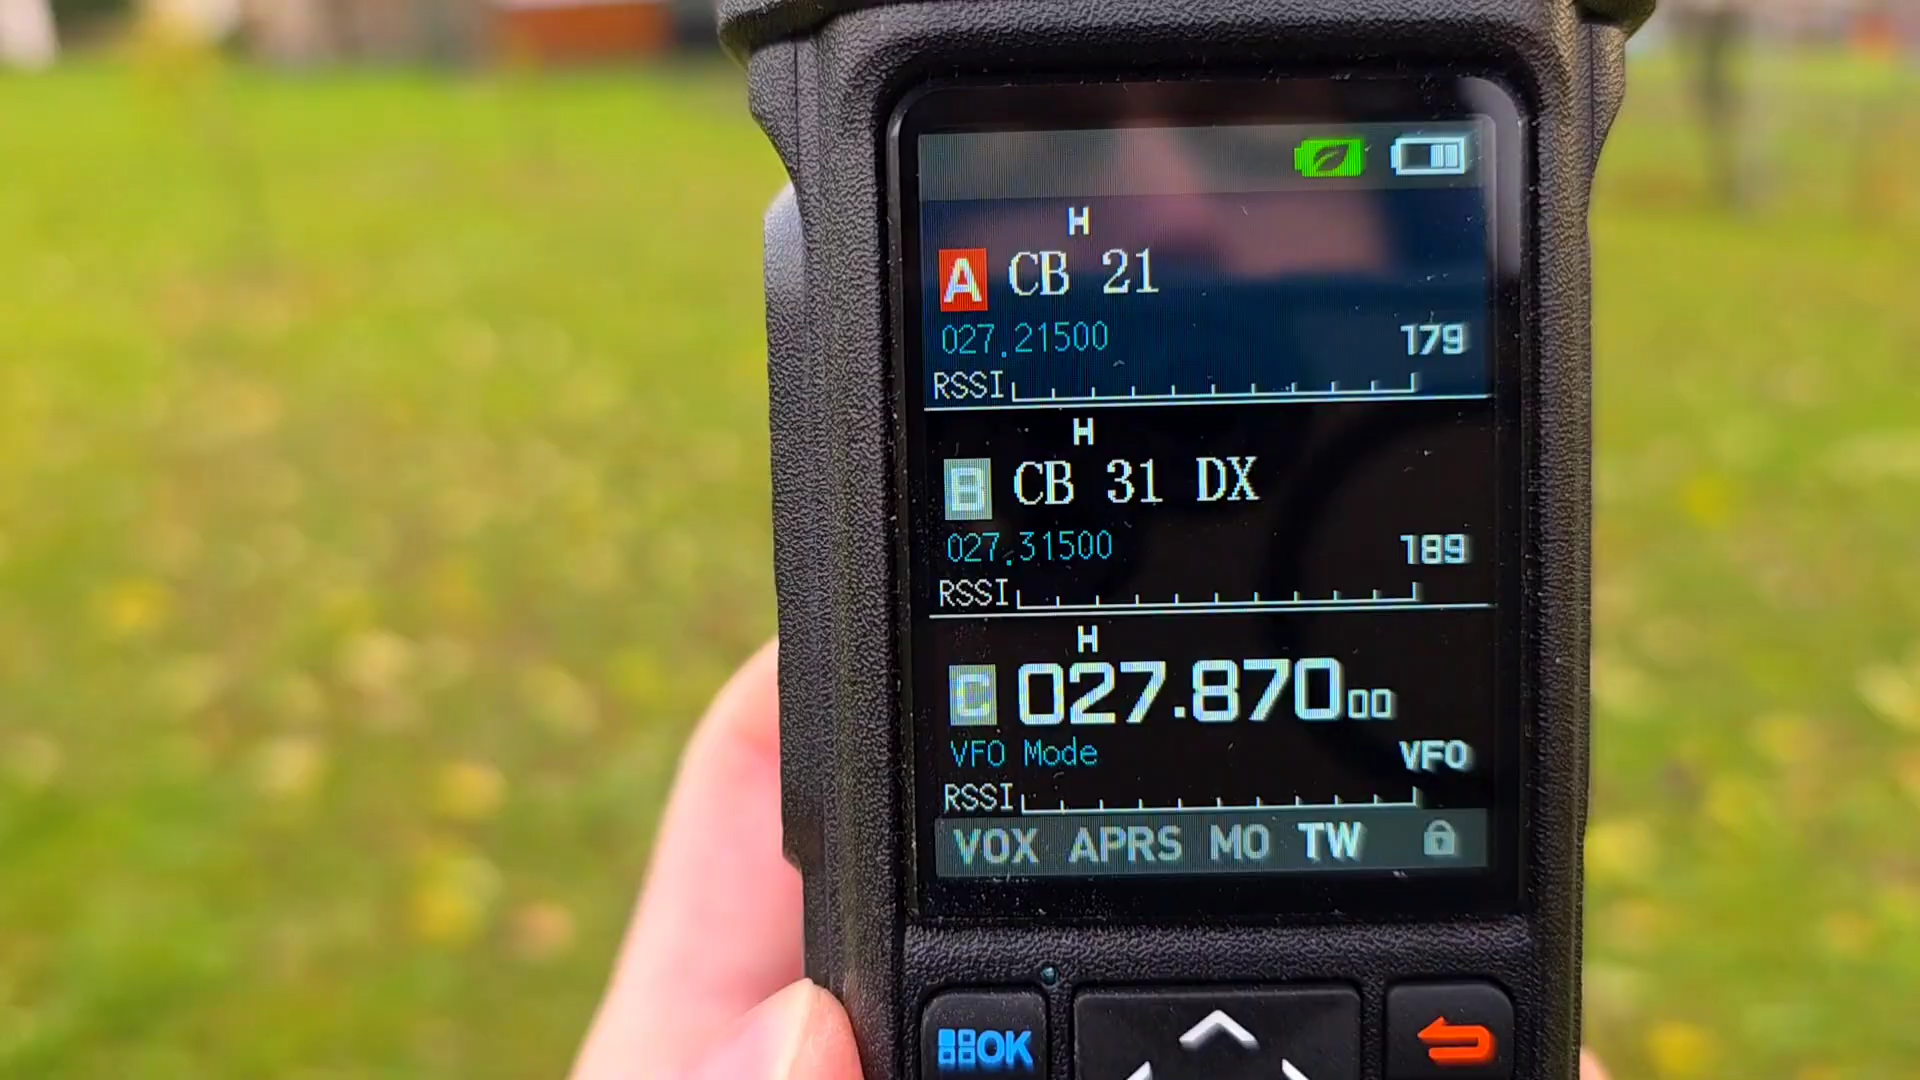 H
A CB 21
027.21500 179
RSSI
H
B CB 31 DX
027.31500 189
RSSI
H
C 027.87000
VFO Mode VFO
RSSI
VOX APRS MO TW
OK